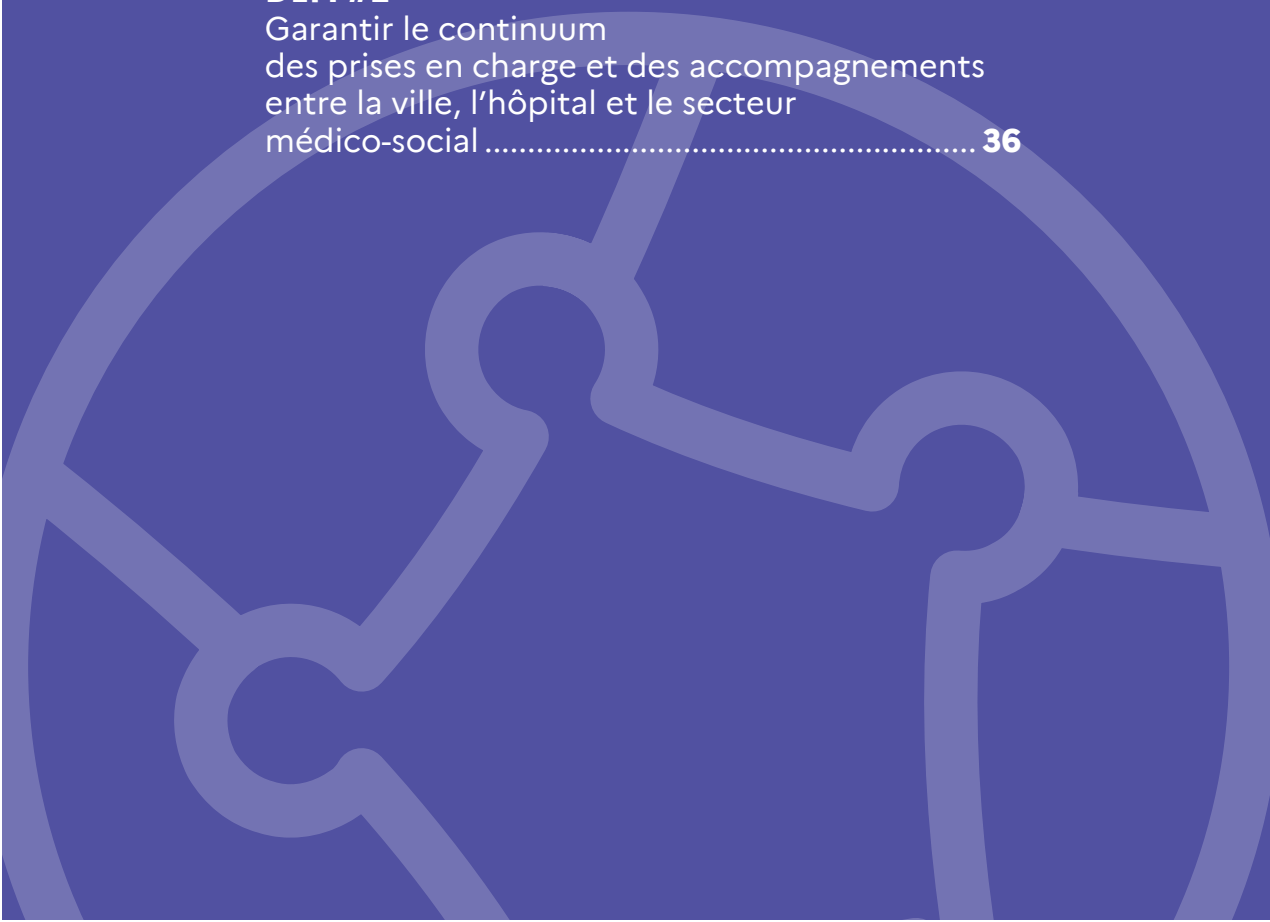 Garantir le continuum
des prises en charge et des accompagnements
entre la ville, l’hôpital et le secteur
médico-social .......................................................... 36